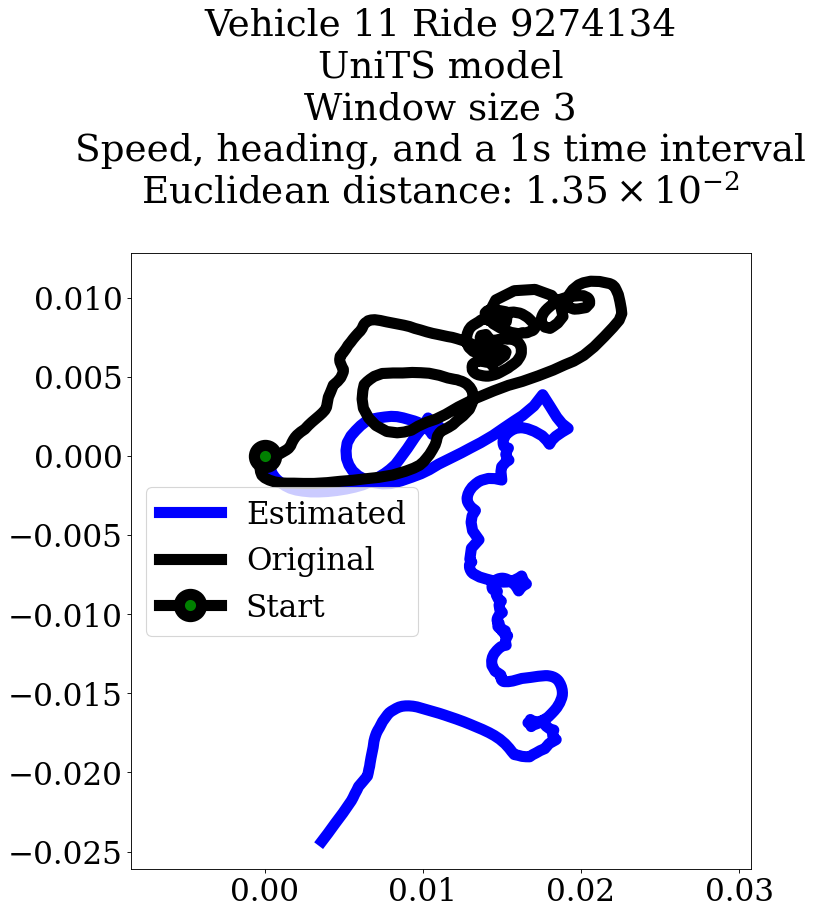 Vehicle 11 Ride 9274134
UniTS model
Window size 3
Speed, heading, and a 1s time interval
Euclidean distance: 1.35 × 10⁻²
0.010
0.005
0.000
−0.005
−0.010
−0.015
−0.020
−0.025
Estimated
Original
Start
0.00 0.01 0.02 0.03